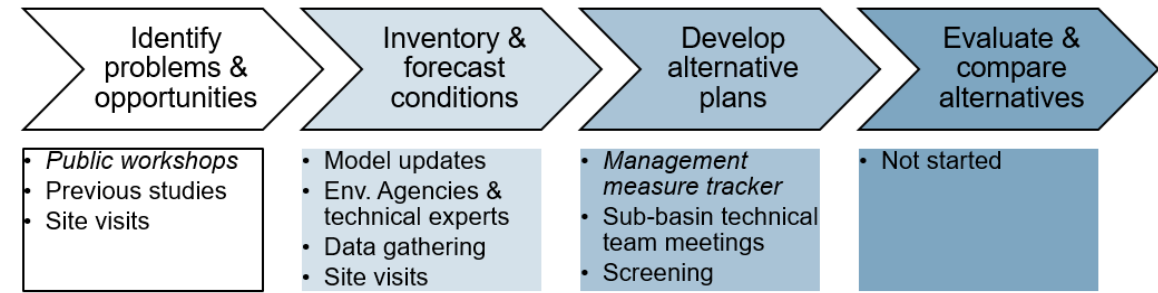 Identify
problems &
opportunities
Inventory &
forecast
conditions
Develop
alternative
plans
Evaluate &
compare
alternatives
• Public workshops
• Previous studies
• Site visits
• Model updates
• Env. Agencies &
technical experts
• Data gathering
• Site visits
• Management
measure tracker
• Sub-basin technical
team meetings
• Screening
• Not started